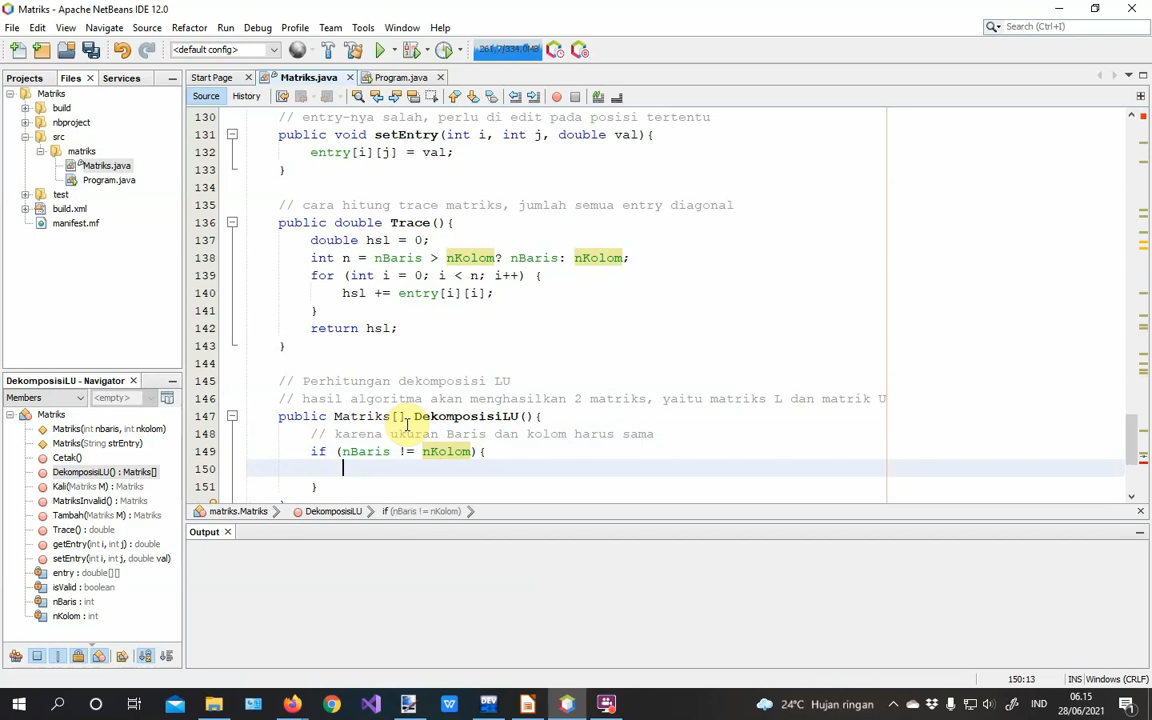 Matriks - Apache NetBeans IDE 12.0
File Edit View Navigate Source Refactor Run Debug Profile Team Tools Window Help
Search (Ctrl+I)
<default config>
261,7/334,0MB
Projects Files Services
Start Page Matriks.java Program.java
Source History
Matriks
build
nbproject
src
matriks
Matriks.java
Program.java
test
build.xml
manifest.mf
130 // entry-nya salah, perlu di edit pada posisi tertentu
131 public void setEntry(int i, int j, double val){
132 entry[i][j] = val;
133 }
134
135 // cara hitung trace matriks, jumlah semua entry diagonal
136 public double Trace(){
137 double hsl = 0;
138 int n = nBaris > nKolom? nBaris: nKolom;
139 for (int i = 0; i < n; i++) {
140 hsl += entry[i][i];
141 }
142 return hsl;
143 }
144
145 // Perhitungan dekomposisi LU
146 // hasil algoritma akan menghasilkan 2 matriks, yaitu matriks L dan matrik U
147 public Matriks[] DekomposisiLU(){
148 // karena ukuran Baris dan kolom harus sama
149 if (nBaris != nKolom){
150
151 }
matriks.Matriks DekomposisiLU if (nBaris != nKolom)
DekomposisiLU - Navigator
Members <empty>
Matriks
Matriks(int nbaris, int nkolom)
Matriks(String strEntry)
Cetak()
DekomposisiLU() : Matriks[]
Kali(Matriks M) : Matriks
MatriksInvalid() : Matriks
Tambah(Matriks M) : Matriks
Trace() : double
getEntry(int i, int j) : double
setEntry(int i, int j, double val)
entry : double[][]
isValid : boolean
nBaris : int
nKolom : int
Output
150:13 INS Windows (CRLF)
24°C Hujan ringan IND 06.15
28/06/2021